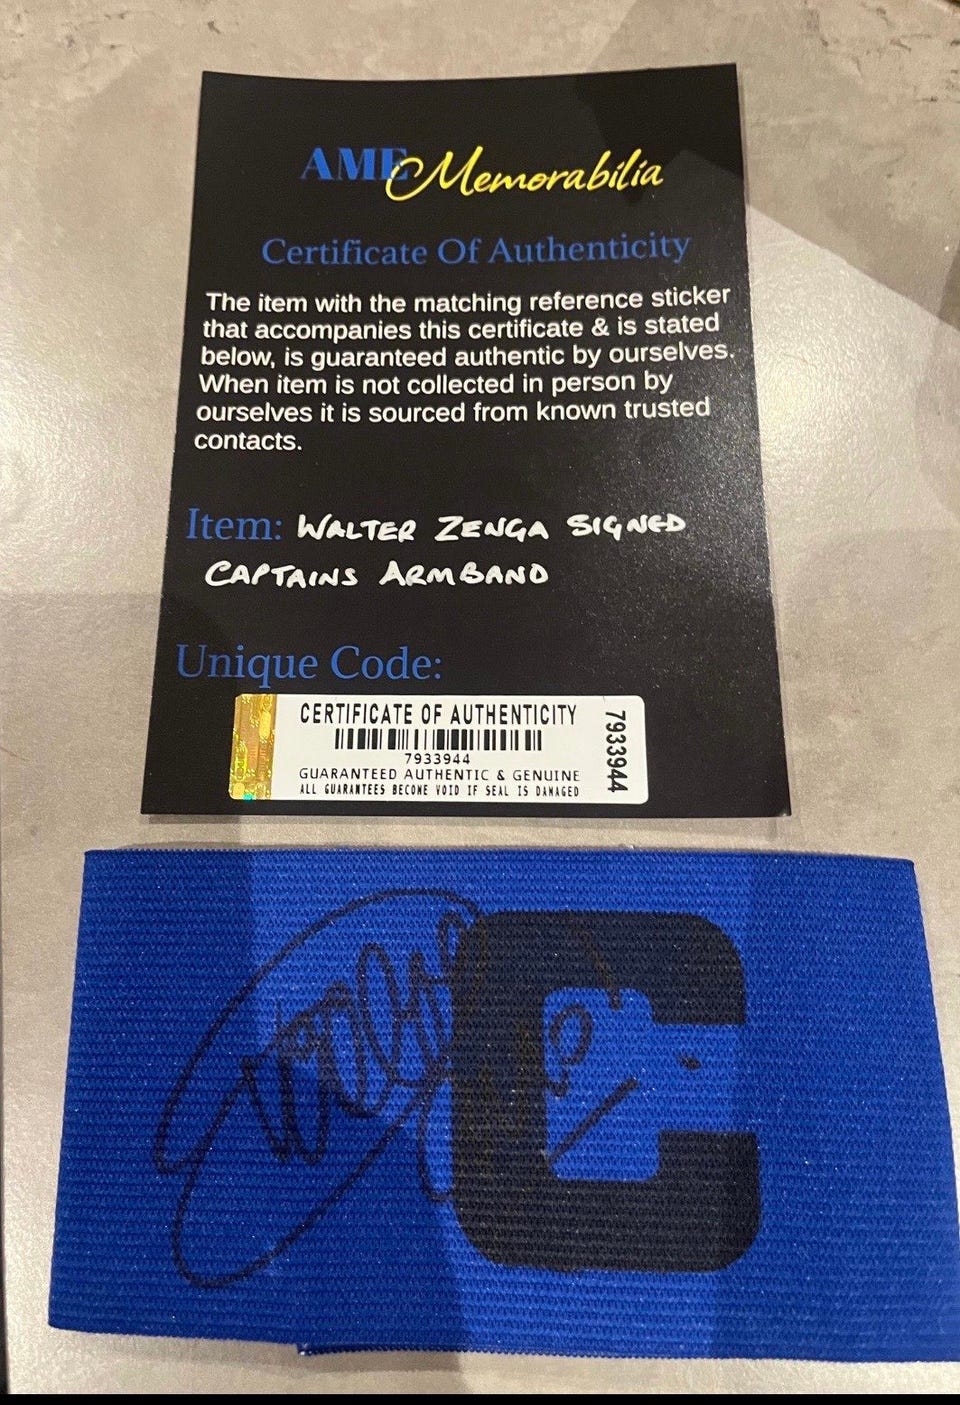 AME Memorabilia
Certificate Of Authenticity
The item with the matching reference sticker
that accompanies this certificate & is stated
below, is guaranteed authentic by ourselves.
When item is not collected in person by
ourselves it is sourced from known trusted
contacts.
Item: WALTER ZENGA SIGNED
CAPTAINS ARMBAND
Unique Code:
CERTIFICATE OF AUTHENTICITY
7933944
GUARANTEED AUTHENTIC & GENUINE
ALL GUARANTEES BECOME VOID IF SEAL IS DAMAGED
7933944
C